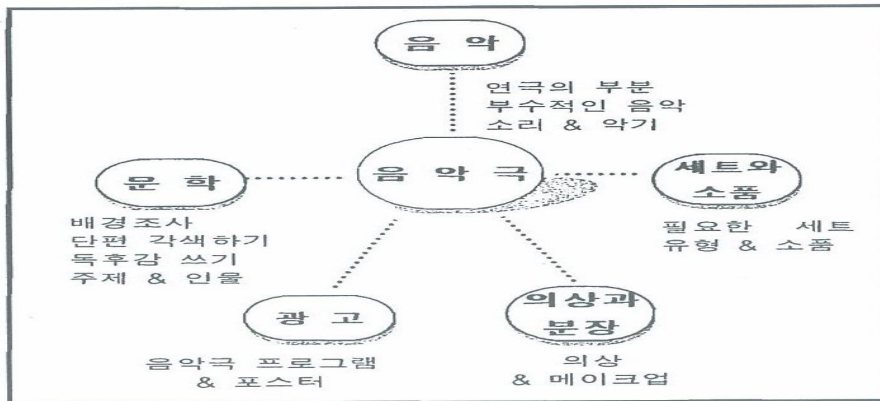 음 악
연극의 부분
부수적인 음악
소리 & 악기
문 학
배경조사
단편 각색하기
독후감 쓰기
주제 & 인물
음 악 극
세트와
소품
필요한 세트
유형 & 소품
광 고
음악극 프로그램
& 포스터
의상과
분장
의상
& 메이크업